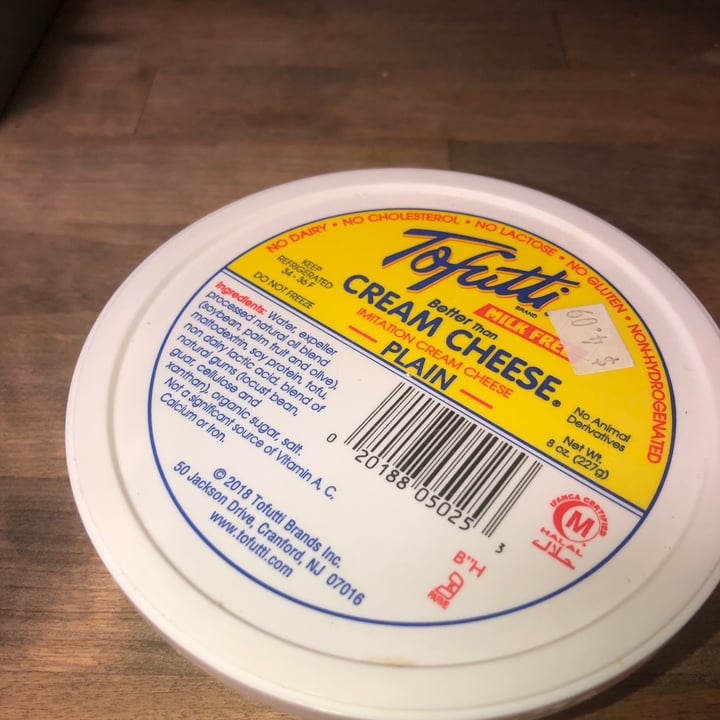 NO DAIRY • NO CHOLESTEROL • NO LACTOSE • NO GLUTEN • NON-HYDROGENATED
KEEP
REFRIGERATED
34 - 36 F
DO NOT FREEZE
Tofutti
BRAND
MILK FREE
Better Than
CREAM CHEESE®
IMITATION CREAM CHEESE
— PLAIN —
No Animal
Derivatives
Net Wt.
8 oz. (227g)
Ingredients: Water, expeller
processed natural oil blend
(soybean, palm fruit and olive),
maltodextrin, soy protein, tofu,
non dairy lactic acid, blend of
natural gums (locust bean,
guar, cellulose and
xanthan), organic sugar, salt.
Not a significant source of Vitamin A, C,
Calcium or Iron.
0 20188 05025 3
© 2018 Tofutti Brands Inc.
50 Jackson Drive, Cranford, NJ 07016
www.tofutti.com
IFANCA CERTIFIED
M
HALAL
حلال
B"H
PARVE